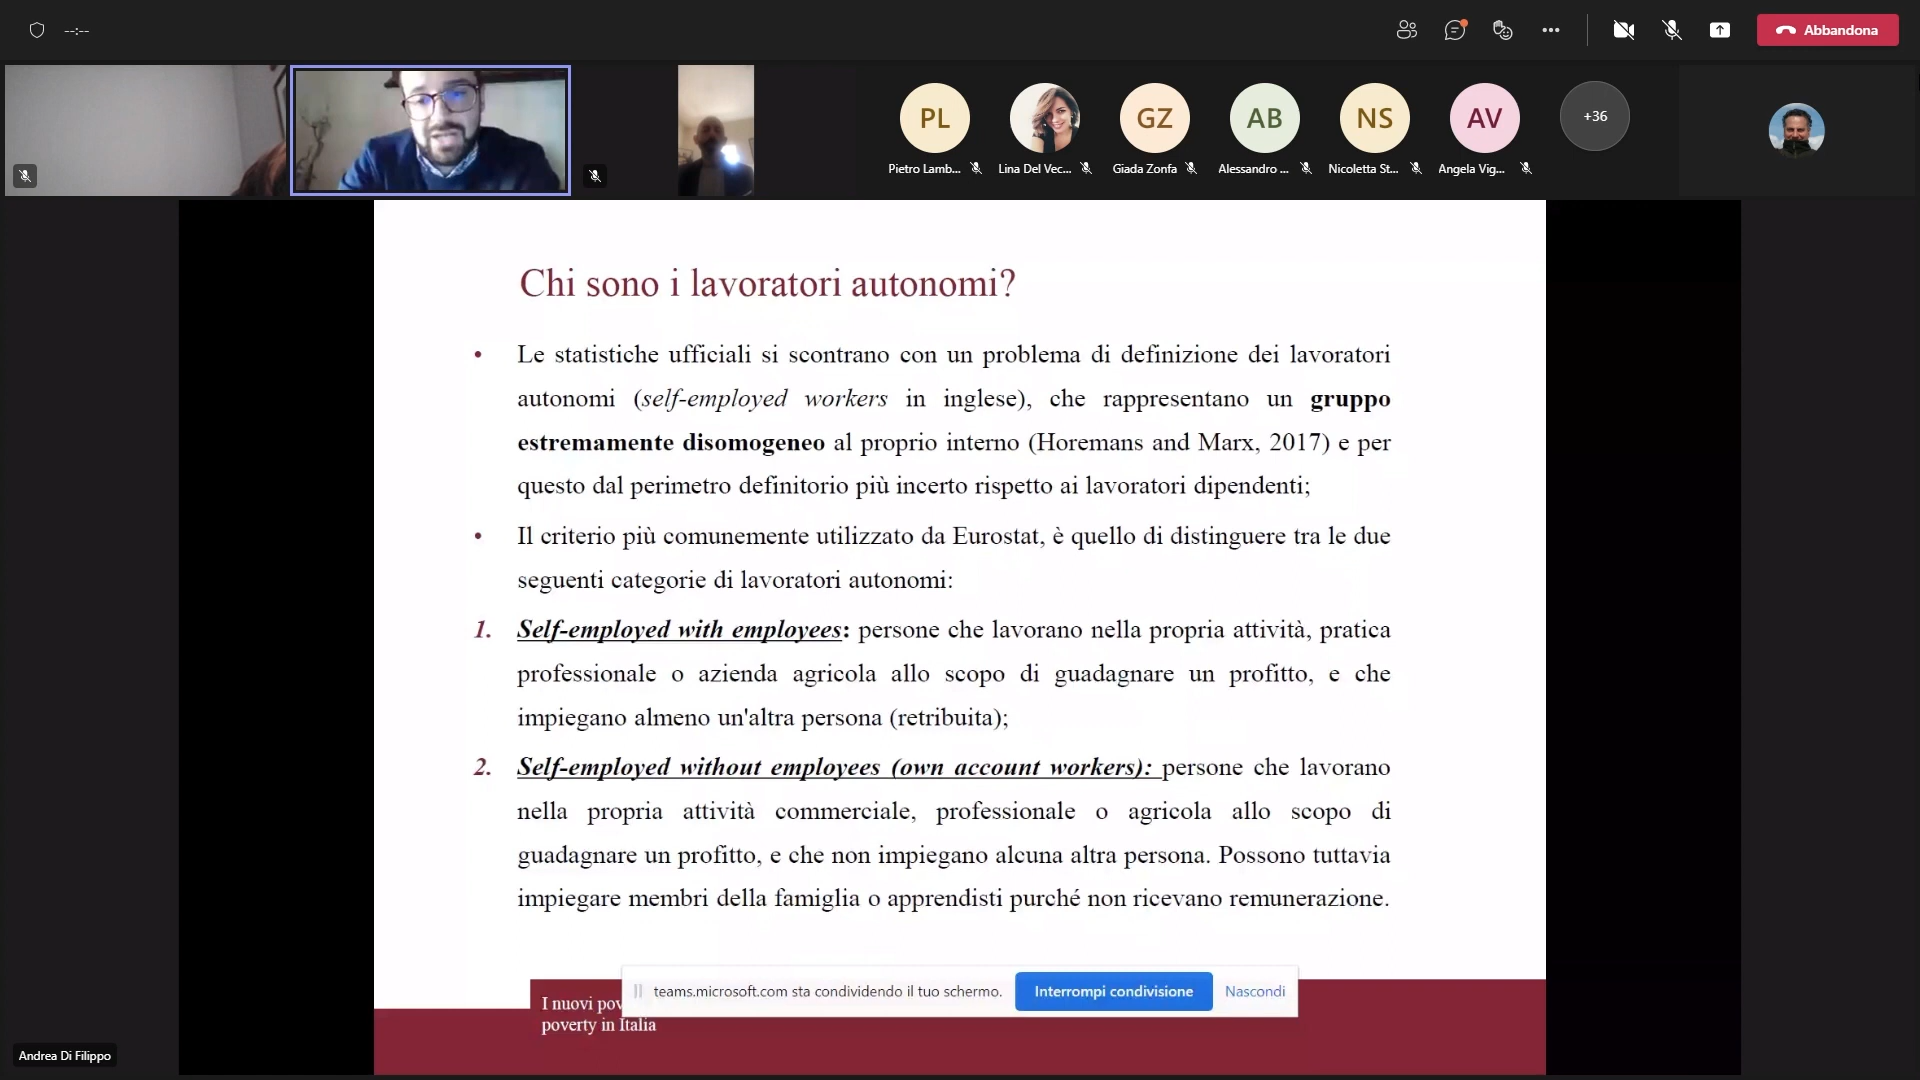 --:--
Abbandona
PL
GZ
AB
NS
AV
+36
Pietro Lamb...
Lina Del Vec...
Giada Zonfa
Alessandro ...
Nicoletta St...
Angela Vig...
Chi sono i lavoratori autonomi?
• Le statistiche ufficiali si scontrano con un problema di definizione dei lavoratori
autonomi (self-employed workers in inglese), che rappresentano un gruppo
estremamente disomogeneo al proprio interno (Horemans and Marx, 2017) e per
questo dal perimetro definitorio più incerto rispetto ai lavoratori dipendenti;
• Il criterio più comunemente utilizzato da Eurostat, è quello di distinguere tra le due
seguenti categorie di lavoratori autonomi:
1. Self-employed with employees: persone che lavorano nella propria attività, pratica
professionale o azienda agricola allo scopo di guadagnare un profitto, e che
impiegano almeno un'altra persona (retribuita);
2. Self-employed without employees (own account workers): persone che lavorano
nella propria attività commerciale, professionale o agricola allo scopo di
guadagnare un profitto, e che non impiegano alcuna altra persona. Possono tuttavia
impiegare membri della famiglia o apprendisti purché non ricevano remunerazione.
teams.microsoft.com sta condividendo il tuo schermo.
Interrompi condivisione
Nascondi
I nuovi
poverty in Italia
Andrea Di Filippo